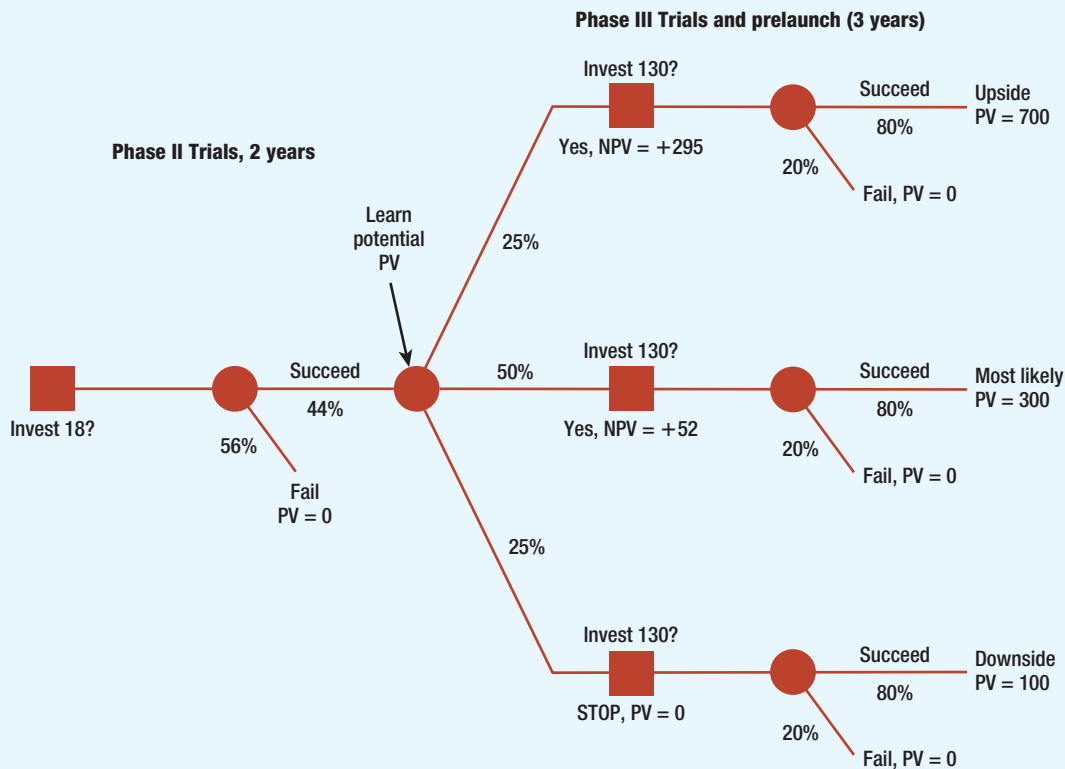 Phase III Trials and prelaunch (3 years)
Invest 130?
Succeed
80%
Upside
PV = 700
Yes, NPV = +295
20%
Fail, PV = 0
Phase II Trials, 2 years
Learn
potential
PV
25%
Invest 18?
Succeed
44%
56%
Fail
PV = 0
50%
Invest 130?
Succeed
80%
Most likely
PV = 300
Yes, NPV = +52
20%
Fail, PV = 0
25%
Invest 130?
Succeed
80%
Downside
PV = 100
STOP, PV = 0
20%
Fail, PV = 0